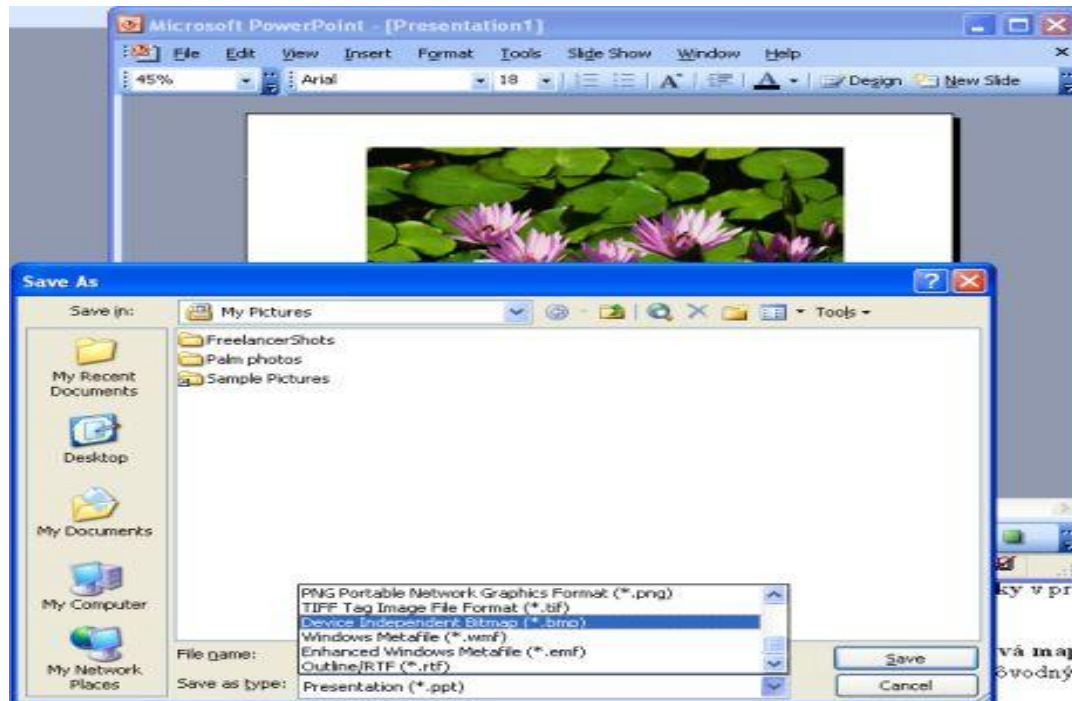 Microsoft PowerPoint - [Presentation1]
File Edit View Insert Format Tools Slide Show Window Help
45% Arial 18 A A Design New Slide
Save As
Save in: My Pictures Tools
FreelancerShots
Palm photos
Sample Pictures
My Recent
Documents
Desktop
My Documents
My Computer
My Network
Places
PNG Portable Network Graphics Format (*.png)
TIFF Tag Image File Format (*.tif)
Device Independent Bitmap (*.bmp)
Windows Metafile (*.wmf)
Enhanced Windows Metafile (*.emf)
Outline/RTF (*.rtf)
File name: Save
Save as type: Presentation (*.ppt) Cancel
ky v pr
vá map
ôvodný